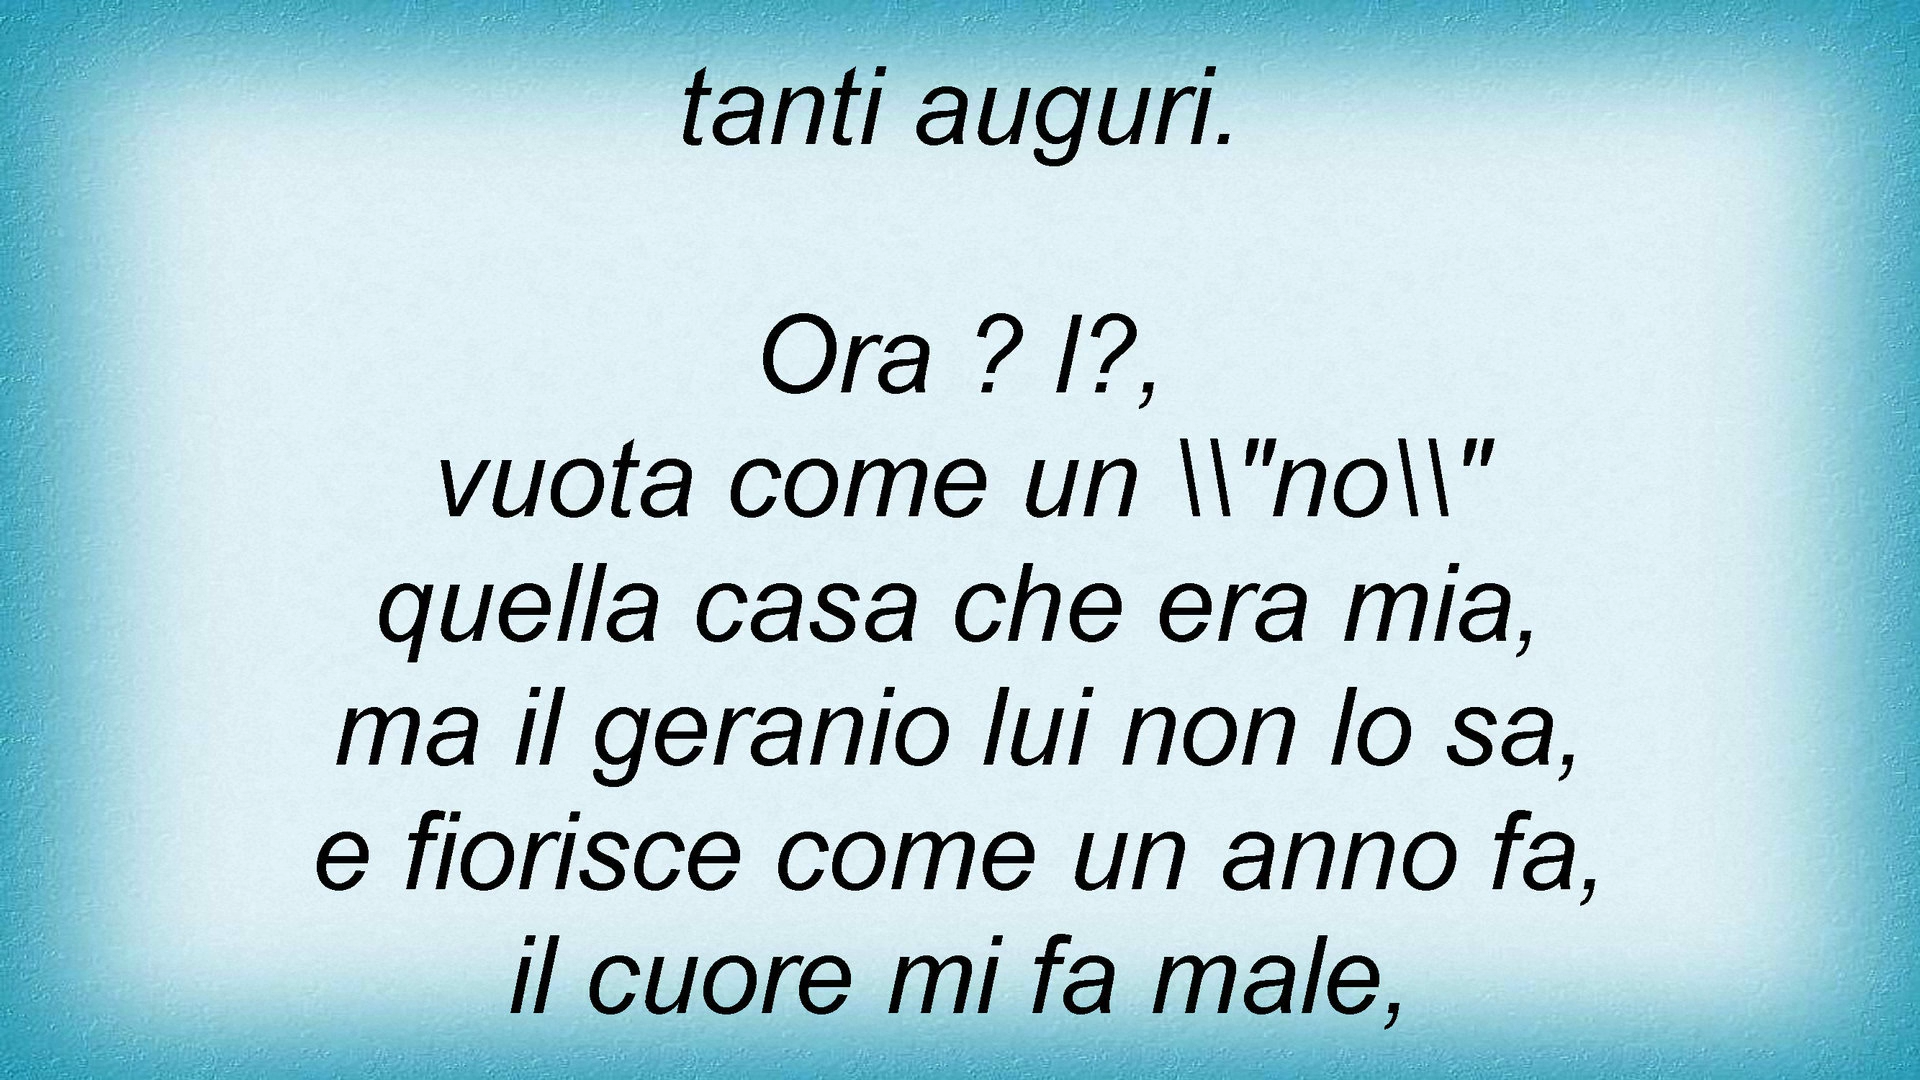 tanti auguri.
Ora ? l?,
vuota come un \\"no\\"
quella casa che era mia,
ma il geranio lui non lo sa,
e fiorisce come un anno fa,
il cuore mi fa male,